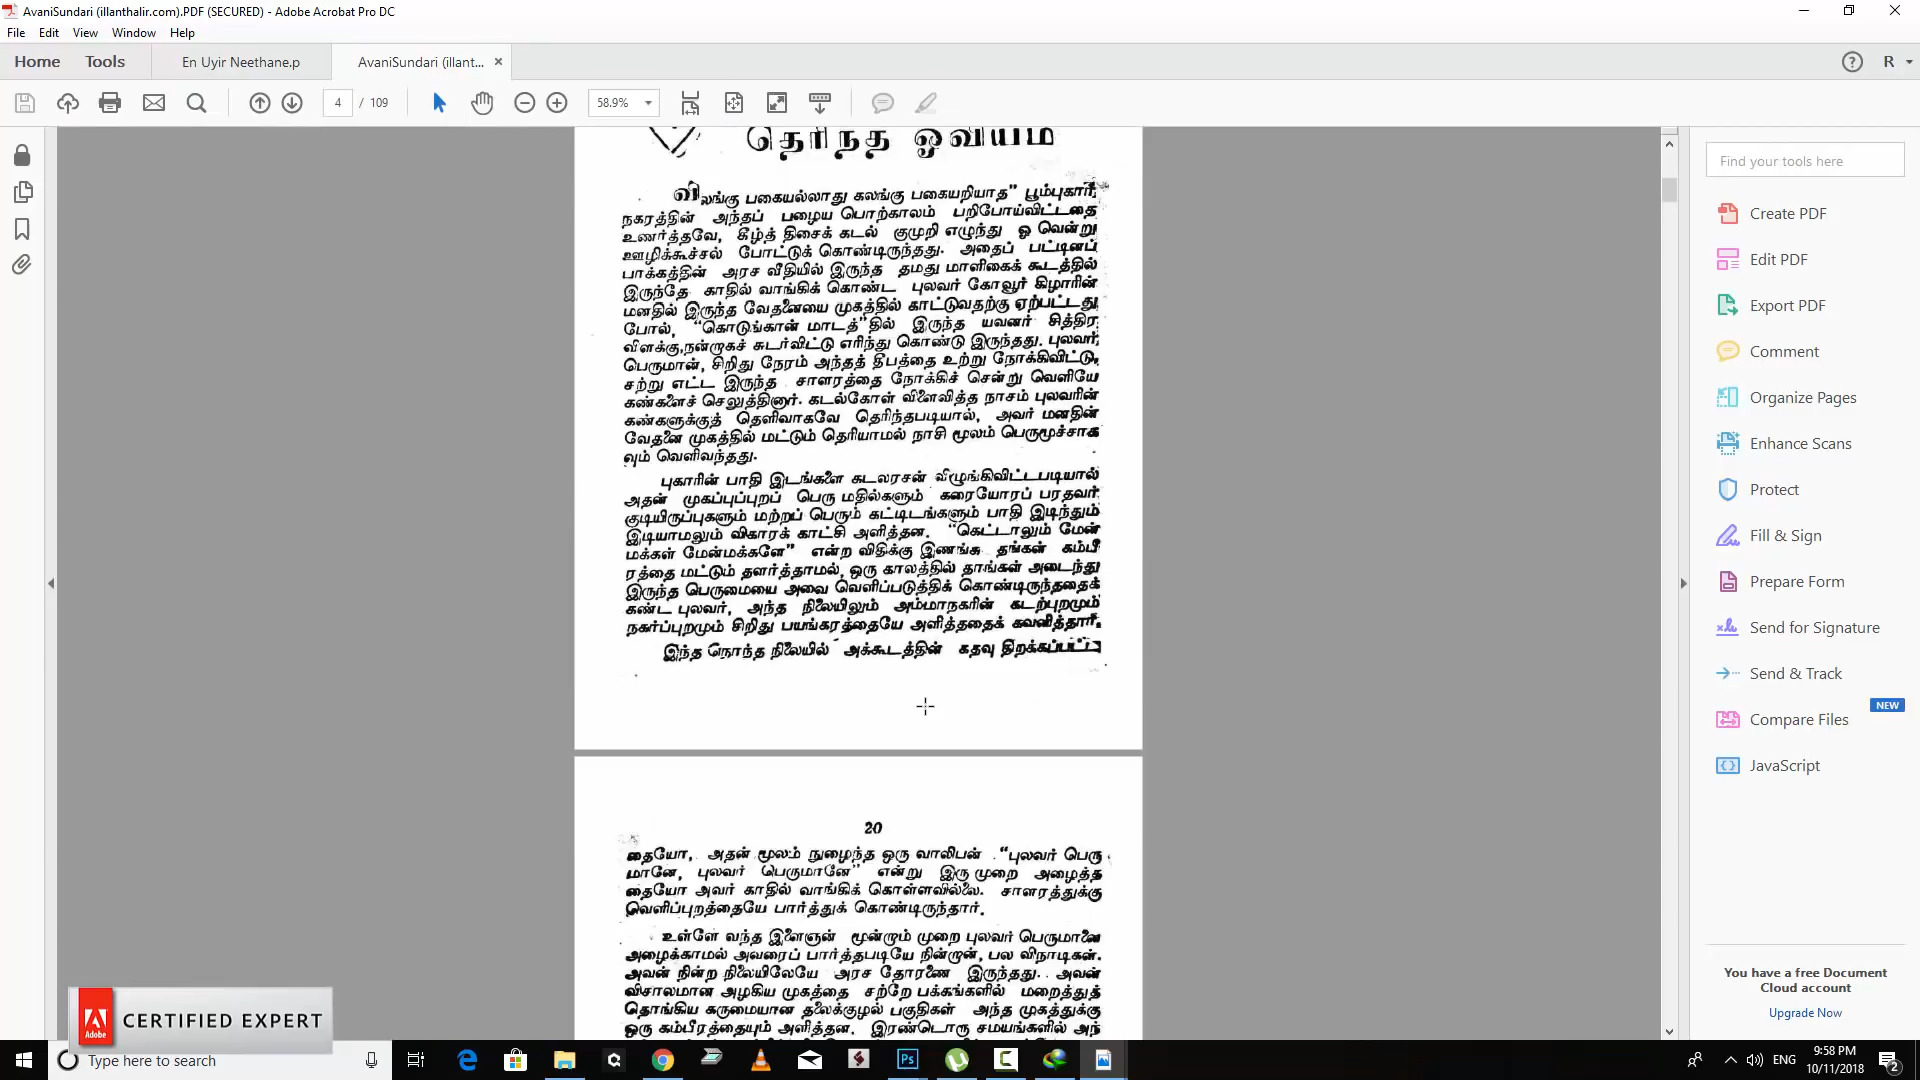 AvaniSundari (illanthalir.com).PDF (SECURED) - Adobe Acrobat Pro DC
File Edit View Window Help
Home Tools En Uyir Neethane.p AvaniSundari (illant... ×
4 / 109 58.9%
தெரிந்த ஓவியம்
Find your tools here
விலங்கு பகையல்லாது கலங்கு பகையறியாத” பூம்புகார்
நகரத்தின் அந்தப் பழைய பொற்காலம் பறிபோய்விட்டதை
உணர்த்தவே, கீழ்த் திசைக் கடல் குமுறி எழுந்து ஓ வென்று
ஊழிக்கூச்சல் போட்டுக் கொண்டிருந்தது. அதைப் பட்டினப்
பாக்கத்தின் அரச வீதியில் இருந்த தமது மாளிகைக் கூடத்தில்
இருந்தே காதில் வாங்கிக் கொண்ட புலவர் கோவூர் கிழாரின்
மனதில் இருந்த வேதனையை முகத்தில் காட்டுவதற்கு ஏற்பட்டது
போல், “கொடுங்கான் மாடத்”தில் இருந்த யவனர் சித்திர
விளக்கு,நன்றாகச் சுடர்விட்டு எரிந்து கொண்டு இருந்தது. புலவர்
பெருமான், சிறிது நேரம் அந்தத் தீபத்தை உற்று நோக்கிவிட்டு,
சற்று எட்ட இருந்த சாளரத்தை நோக்கிச் சென்று வெளியே
கண்களைச் செலுத்தினார். கடல்கோள் விளைவித்த நாசம் புலவரின்
கண்களுக்குத் தெளிவாகவே தெரிந்தபடியால், அவர் மனதின்
வேதனை முகத்தில் மட்டும் தெரியாமல் நாசி மூலம் பெருமூச்சாக
வும் வெளிவந்தது.
புகாரின் பாதி இடங்களை கடலரசன் விழுங்கிவிட்டபடியால்
அதன் முகப்புப்புறப் பெரு மதில்களும் கரையோரப் பரதவர்
குடியிருப்புகளும் மற்றப் பெரும் கட்டிடங்களும் பாதி இடிந்தும்
இடியாமலும் விகாரக் காட்சி அளித்தன. “கெட்டாலும் மேன்
மக்கள் மேன்மக்களே” என்ற விதிக்கு இணங்க தங்கள் கம்பீ
ரத்தை மட்டும் தளர்த்தாமல், ஒரு காலத்தில் தாங்கள் அடைந்து
இருந்த பெருமையை அவை வெளிப்படுத்திக் கொண்டிருந்ததைக்
கண்ட புலவர், அந்த நிலையிலும் அம்மாநகரின் கடற்புறமும்
நகர்ப்புறமும் சிறிது பயங்கரத்தையே அளித்ததைக் கவனித்தார்.
இந்த நொந்த நிலையில் அக்கூடத்தின் கதவு திறக்கப்பட்ட
20
தையோ, அதன் மூலம் நுழைந்த ஒரு வாலிபன் “புலவர் பெரு
மானே, புலவர் பெருமானே” என்று இரு முறை அழைத்த
தையோ அவர் காதில் வாங்கிக் கொள்ளவில்லை. சாளரத்துக்கு
வெளிப்புறத்தையே பார்த்துக் கொண்டிருந்தார்.
உள்ளே வந்த இளைஞன் மூன்றாம் முறை புலவர் பெருமானை
அழைக்காமல் அவரைப் பார்த்தபடியே நின்றான், பல விநாடிகள்.
அவன் நின்ற நிலையிலேயே அரச தோரணை இருந்தது. அவன்
விசாலமான அழகிய முகத்தை சற்றே பக்கங்களில் மறைத்துத்
தொங்கிய கருமையான தலைக்குழல் பகுதிகள் அந்த முகத்துக்கு
ஒரு கம்பீரத்தையும் அளித்தன. இரண்டொரு சமயங்களில் அந்
Create PDF
Edit PDF
Export PDF
Comment
Organize Pages
Enhance Scans
Protect
Fill & Sign
Prepare Form
Send for Signature
Send & Track
NEW
Compare Files
JavaScript
You have a free Document
Cloud account
Upgrade Now
Adobe
CERTIFIED EXPERT
Type here to search
ENG
9:58 PM
10/11/2018
2
R